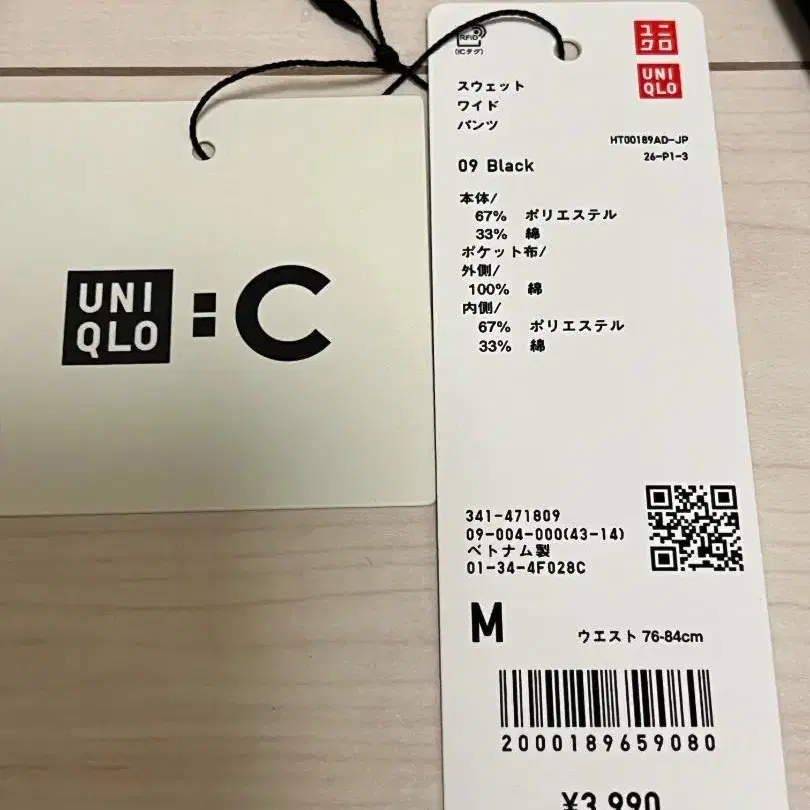 UNI
QLO
:C
RFID
(ICタグ)
ユニ
クロ
UNI
QLO
スウェット
ワイド
パンツ
HT00189AD-JP
26-P1-3
09 Black
本体/
67% ポリエステル
33% 綿
ポケット布/
外側/
100% 綿
内側/
67% ポリエステル
33% 綿
341-471809
09-004-000(43-14)
ベトナム製
01-34-4F028C
M
ウエスト 76-84cm
2000189659080
¥3,990